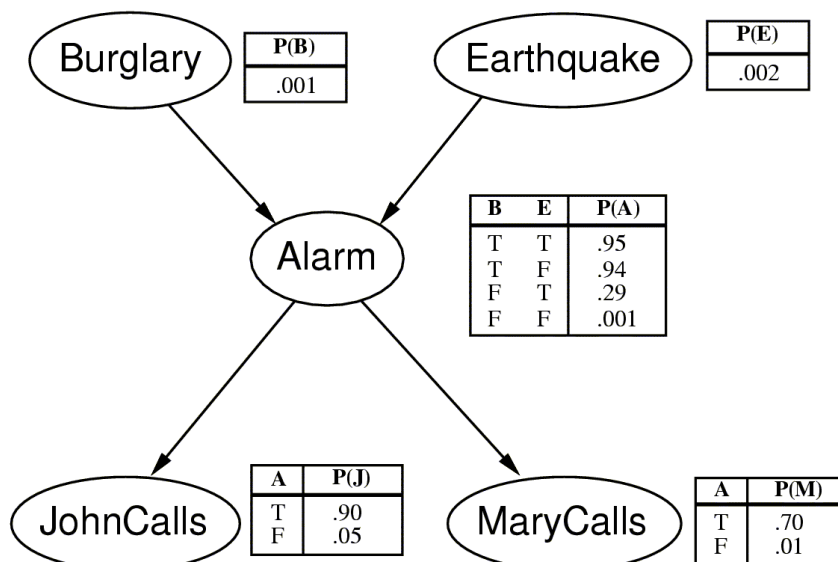 Burglary
P(B)
.001
Earthquake
P(E)
.002
Alarm
B E P(A)
T T .95
T F .94
F T .29
F F .001
JohnCalls
A P(J)
T .90
F .05
MaryCalls
A P(M)
T .70
F .01